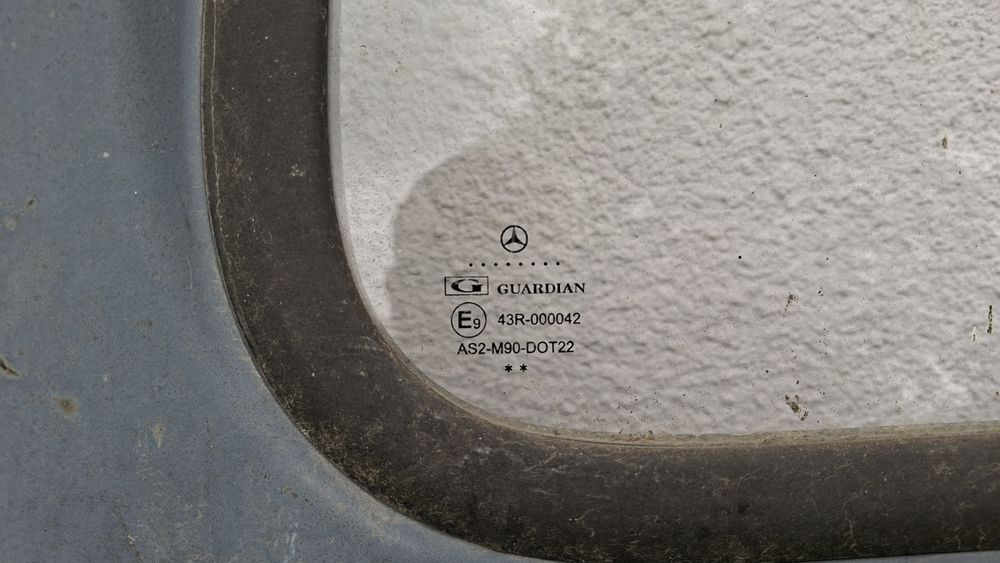 G GUARDIAN
E9 43R-000042
AS2-M90-DOT22
**